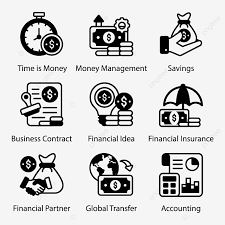 Time is Money
Money Management
Savings
Business Contract
Financial Idea
Financial Insurance
Financial Partner
Global Transfer
Accounting